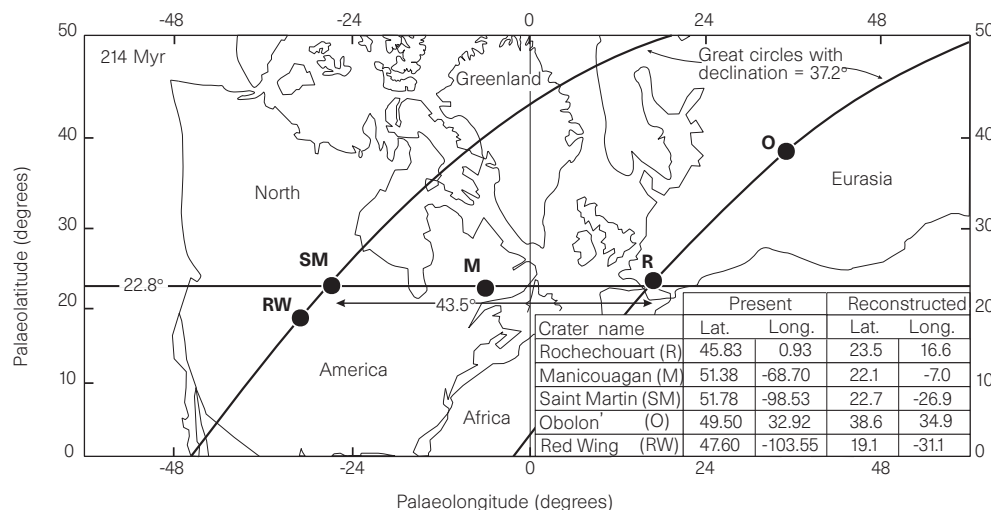 -48 -24 0 24 48
50 50
214 Myr
Greenland
Great circles with
declination = 37.2°
40 40
O
North
Eurasia
30 30
SM
M
R
22.8°
20 20
RW
43.5°
America
Africa
10 10
0 0
-48 -24 0 24 48
Palaeolatitude (degrees)
Palaeolongitude (degrees)
Present Reconstructed
Crater name Lat. Long. Lat. Long.
Rochechouart (R) 45.83 0.93 23.5 16.6
Manicouagan (M) 51.38 -68.70 22.1 -7.0
Saint Martin (SM) 51.78 -98.53 22.7 -26.9
Obolon' (O) 49.50 32.92 38.6 34.9
Red Wing (RW) 47.60 -103.55 19.1 -31.1